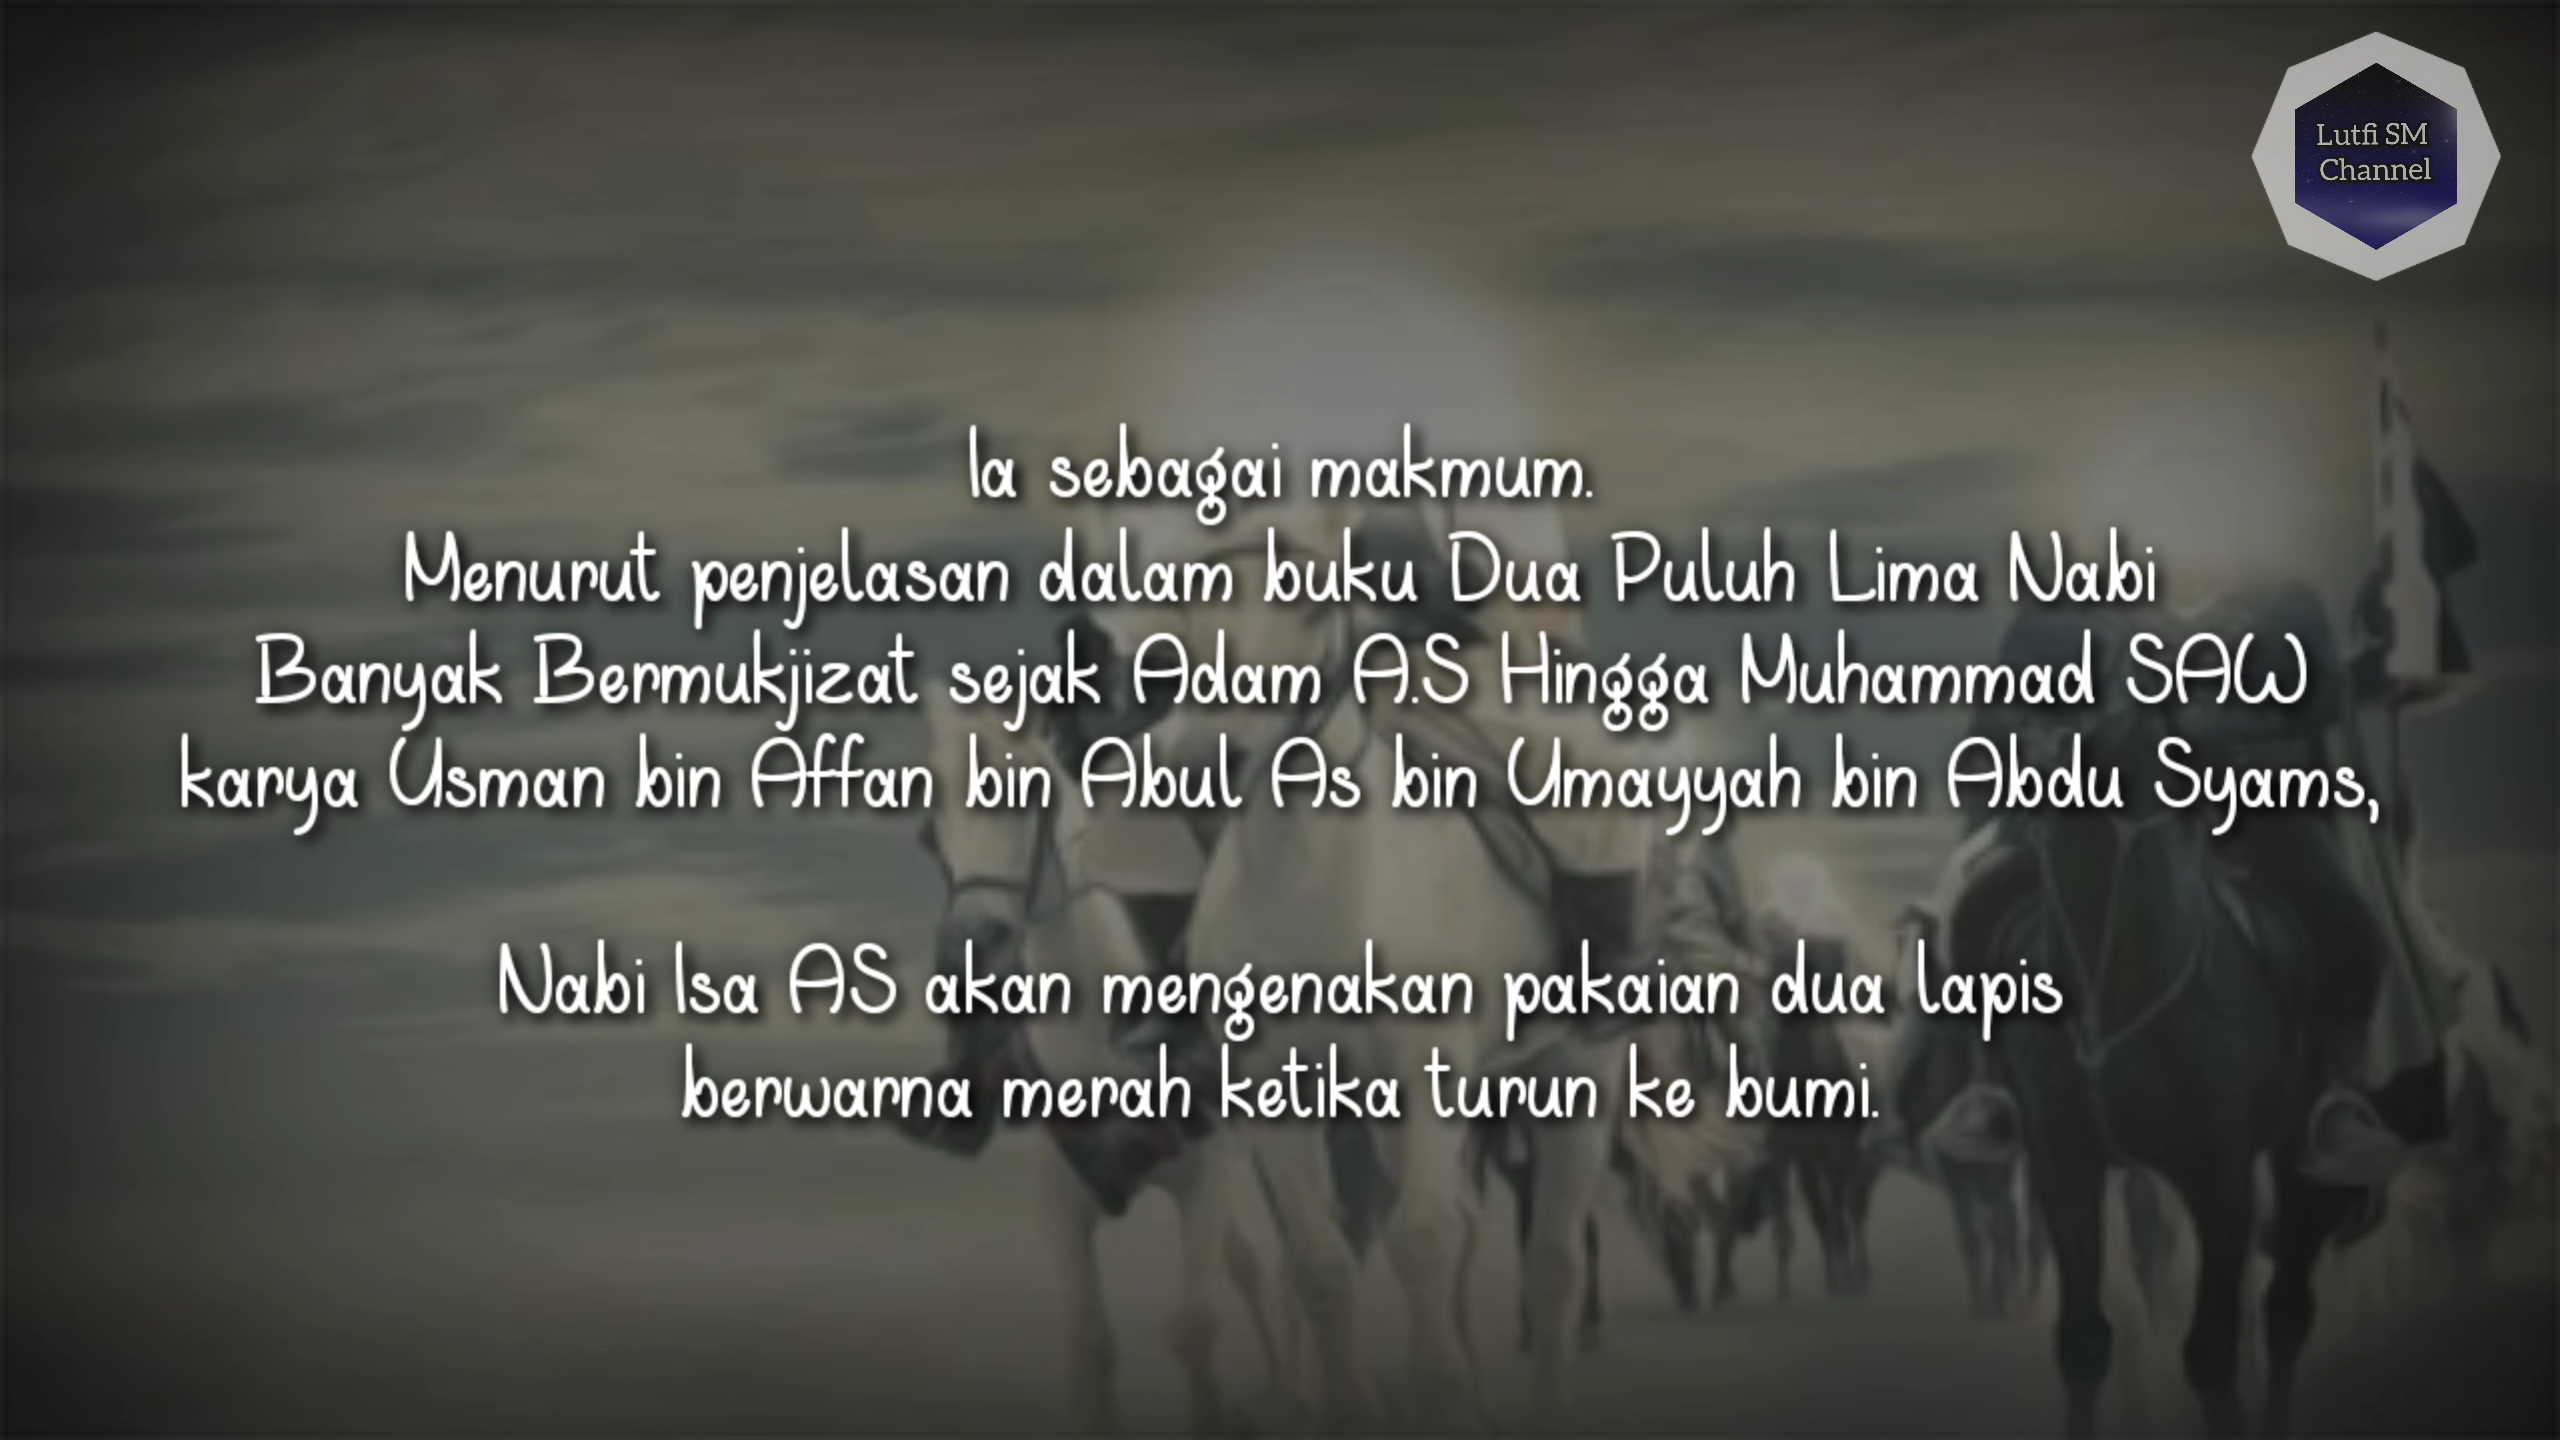 Lutfi SM
Channel
Ia sebagai makmum.
Menurut penjelasan dalam buku Dua Puluh Lima Nabi
Banyak Bermukjizat sejak Adam A.S Hingga Muhammad SAW
karya Usman bin Affan bin Abul As bin Umayyah bin Abdu Syams,
Nabi Isa AS akan mengenakan pakaian dua lapis
berwarna merah ketika turun ke bumi.